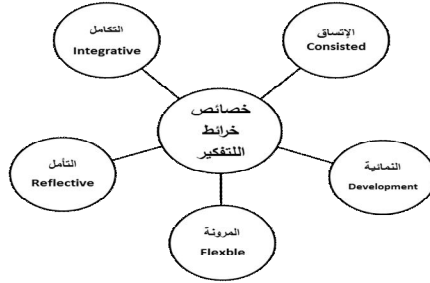 التكامل
Integrative
الإتساق
Consisted
خصائص
خرائط
اللتفكير
التأمل
Reflective
النمائية
Development
المرونة
Flexble